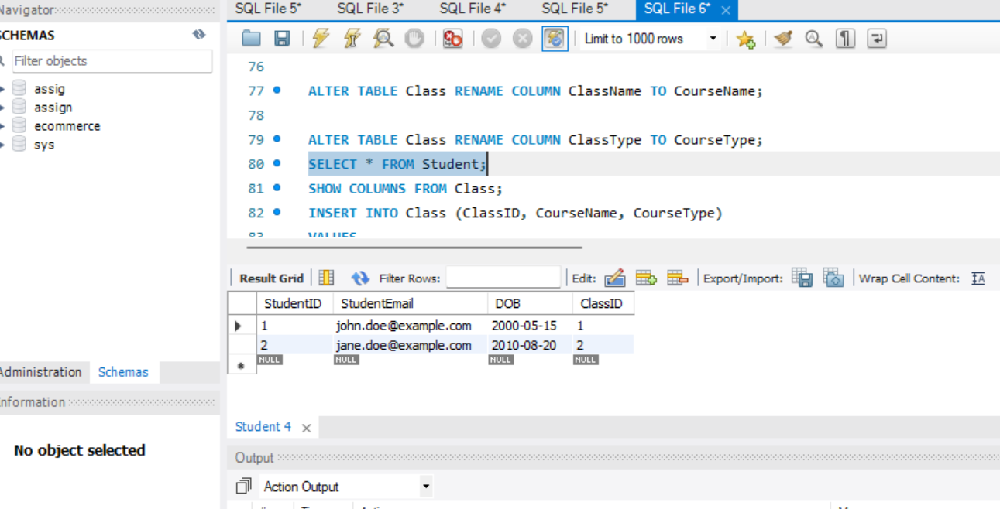 Navigator
SQL File 5*
SQL File 3*
SQL File 4*
SQL File 5*
SQL File 6*
SCHEMAS
Filter objects
assig
assign
ecommerce
sys
Limit to 1000 rows
76
77 ALTER TABLE Class RENAME COLUMN ClassName TO CourseName;
78
79 ALTER TABLE Class RENAME COLUMN ClassType TO CourseType;
80 SELECT * FROM Student;
81 SHOW COLUMNS FROM Class;
82 INSERT INTO Class (ClassID, CourseName, CourseType)
83 VALUES
Result Grid Filter Rows: Edit: Export/Import: Wrap Cell Content: IA
StudentID StudentEmail DOB ClassID
1 john.doe@example.com 2000-05-15 1
2 jane.doe@example.com 2010-08-20 2
NULL NULL NULL NULL
Administration Schemas
Information
No object selected
Student 4
Output
Action Output